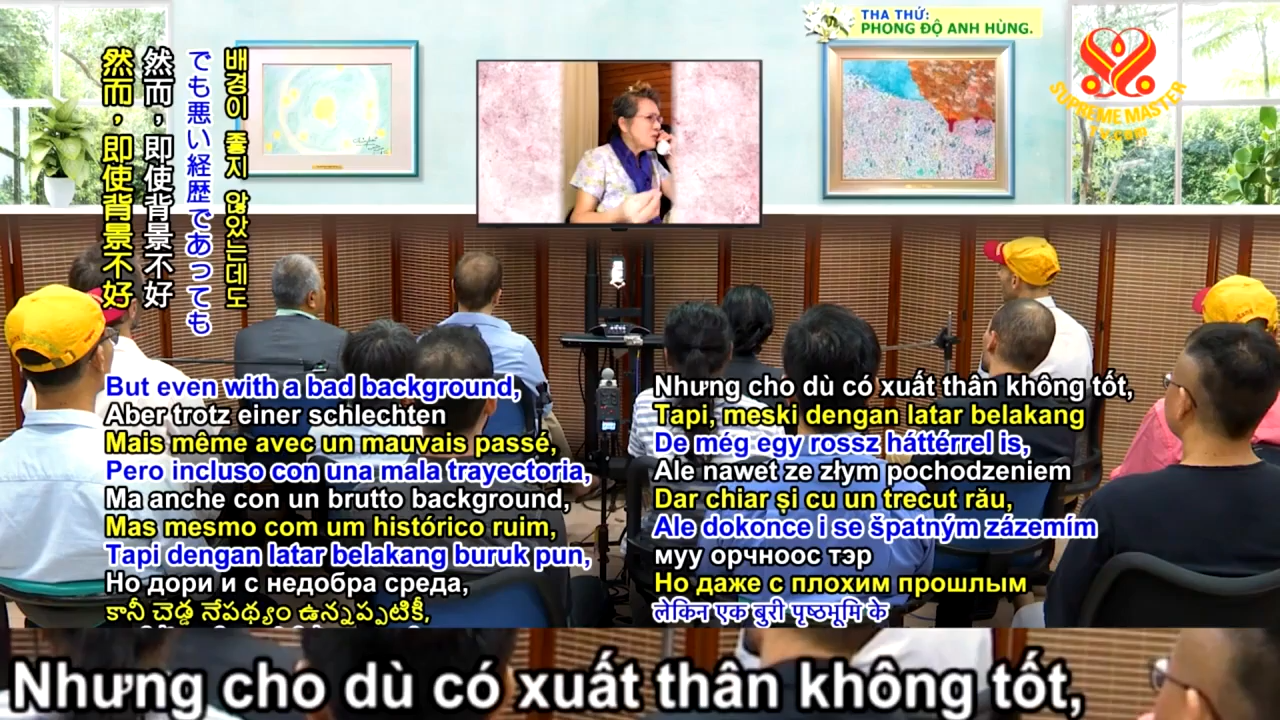 THA THỨ:
PHONG ĐỘ ANH HÙNG.
SUPREME MASTER
TV.com
배경이 좋지 않았는데도
でも悪い経歴であっても
然而，即使背景不好
然而，即使背景不好
But even with a bad background,
Aber trotz einer schlechten
Mais même avec un mauvais passé,
Pero incluso con una mala trayectoria,
Ma anche con un brutto background,
Mas mesmo com um histórico ruim,
Tapi dengan latar belakang buruk pun,
Но дори и с недобра среда,
కానీ చెడ్డ నేపథ్యం ఉన్నప్పటికీ,
Nhưng cho dù có xuất thân không tốt,
Tapi, meski dengan latar belakang
De még egy rossz háttérrel is,
Ale nawet ze złym pochodzeniem
Dar chiar și cu un trecut rău,
Ale dokonce i se špatným zázemím
муу орчноос тэр
Но даже с плохим прошлым
लेकिन एक बुरी पृष्ठभूमि के
Nhưng cho dù có xuất thân không tốt,